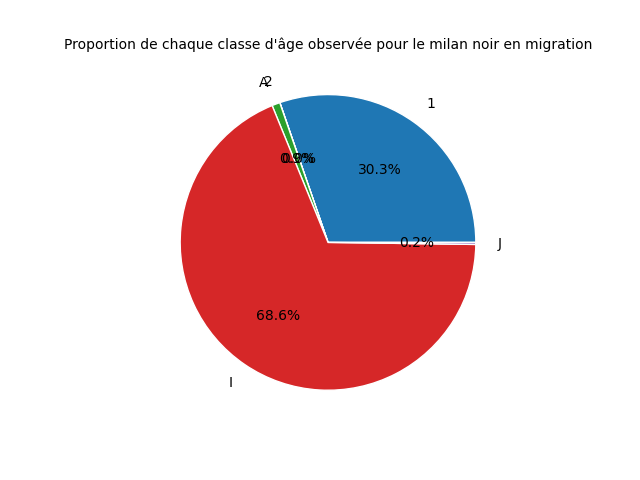 Proportion de chaque classe d'âge observée pour le milan noir en migration
A
2
1
30.3%
0.2%
J
68.6%
I